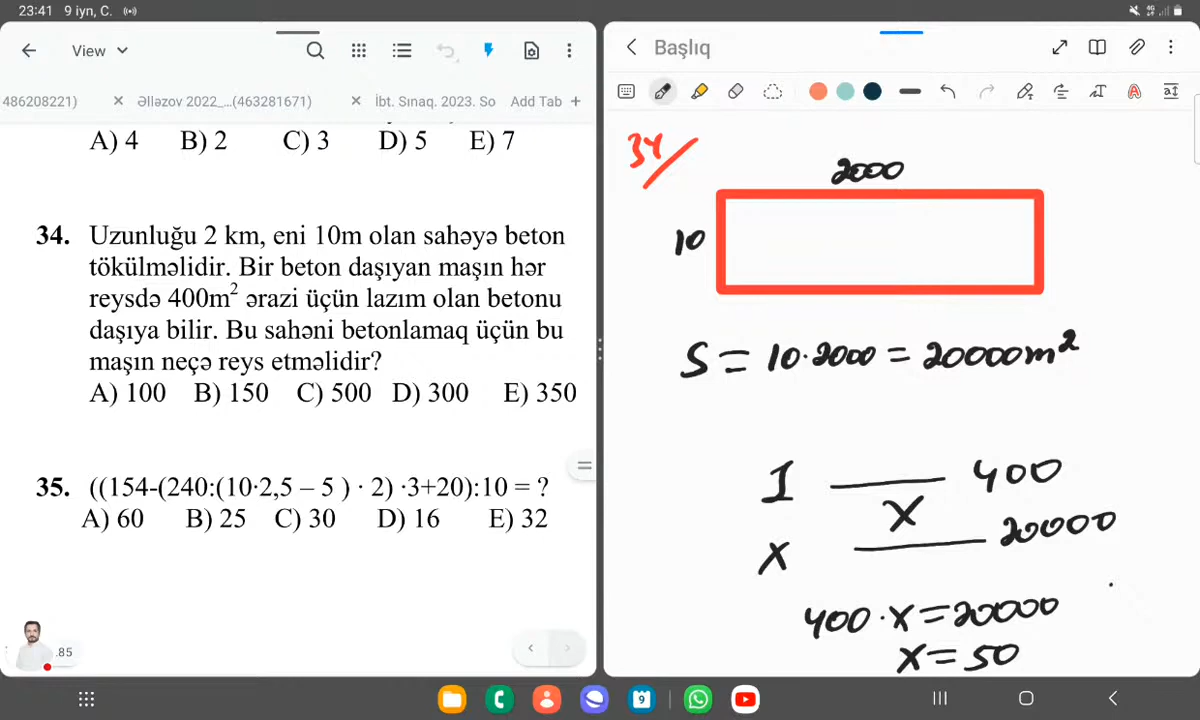 23:41 9 iyn, C.
View
Başlıq
486208221)
Əlləzov 2022_...(463281671)
İbt. Sınaq. 2023. So
Add Tab +
A) 4 B) 2 C) 3 D) 5 E) 7
34. Uzunluğu 2 km, eni 10m olan sahəyə beton
tökülməlidir. Bir beton daşıyan maşın hər
reysdə 400m² ərazi üçün lazım olan betonu
daşıya bilir. Bu sahəni betonlamaq üçün bu
maşın neçə reys etməlidir?
A) 100 B) 150 C) 500 D) 300 E) 350
35. ((154-(240:(10·2,5 – 5 ) · 2) ·3+20):10 = ?
A) 60 B) 25 C) 30 D) 16 E) 32
.85
34/
2000
10
S = 10·2000 = 20000m²
1 400
X
X 20000
400·X=20000
X=50
9